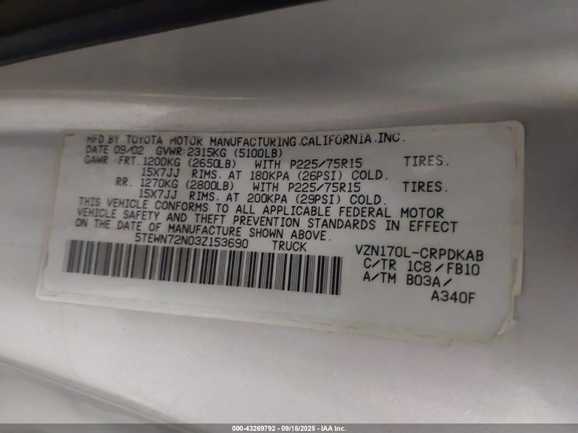 MFD BY TOYOTA MOTOR MANUFACTURING, CALIFORNIA, INC.
DATE 09/02 GVWR 2315KG (5100LB)
GAWR FRT. 1200KG (2650LB) WITH P225/75R15 TIRES.
15X7JJ RIMS. AT 180KPA (26PSI) COLD.
RR. 1270KG (2800LB) WITH P225/75R15 TIRES.
15X7JJ RIMS. AT 200KPA (29PSI) COLD.
THIS VEHICLE CONFORMS TO ALL APPLICABLE FEDERAL MOTOR
VEHICLE SAFETY AND THEFT PREVENTION STANDARDS IN EFFECT
ON THE DATE OF MANUFACTURE SHOWN ABOVE.
5TEWN72N03Z153690 TRUCK
VZN170L-CRPDKAB
C/TR 1C8/FB10
A/TM B03A/
A340F
000-43269792 - 09/16/2025 - IAA Inc.